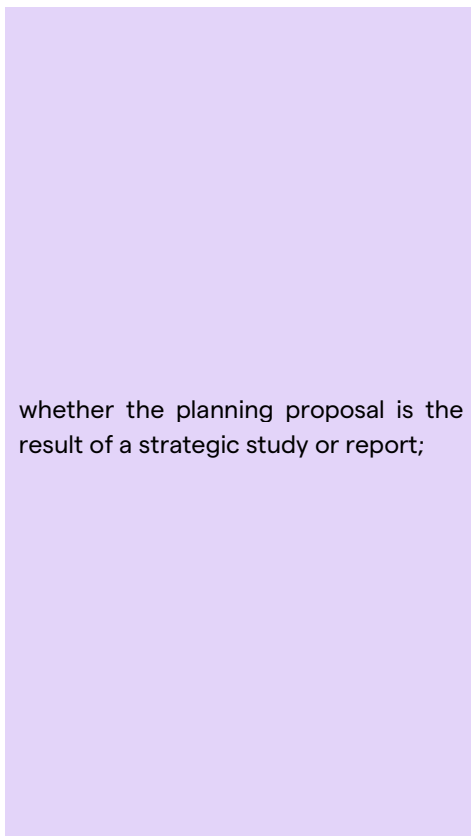 whether the planning proposal is the
result of a strategic study or report;